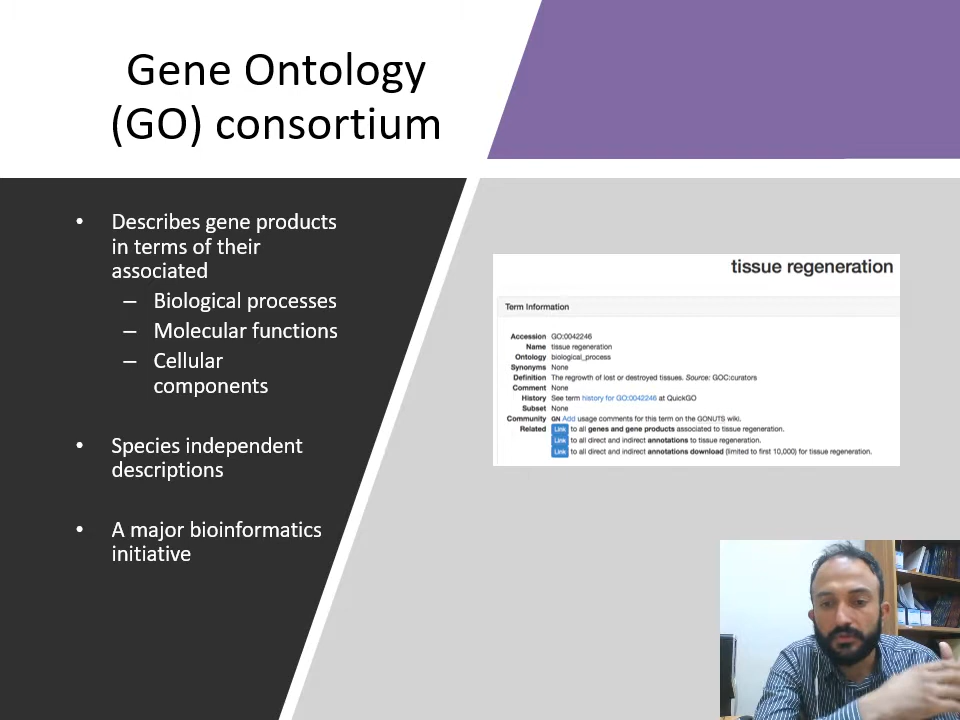 Gene Ontology
(GO) consortium
• Describes gene products
in terms of their
associated
– Biological processes
– Molecular functions
– Cellular
components
• Species independent
descriptions
• A major bioinformatics
initiative
tissue regeneration
Term Information
Accession GO:0042246
Name tissue regeneration
Ontology biological_process
Synonyms None
Definition The regrowth of lost or destroyed tissues. Source: GOC:curators
Comment None
History See term history for GO:0042246 at QuickGO
Subset None
Community GN Add usage comments for this term on the GONUTS wiki.
Related Link to all genes and gene products associated to tissue regeneration.
Link to all direct and indirect annotations to tissue regeneration.
Link to all direct and indirect annotations download (limited to first 10,000) for tissue regeneration.